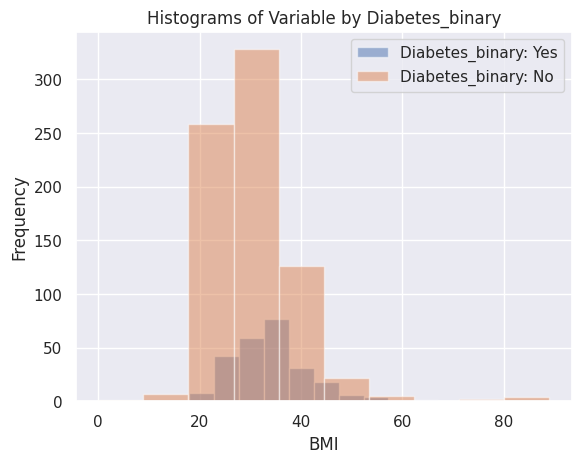 Histograms of Variable by Diabetes_binary
Diabetes_binary: Yes
Diabetes_binary: No
Frequency
300
250
200
150
100
50
0
0 20 40 60 80
BMI